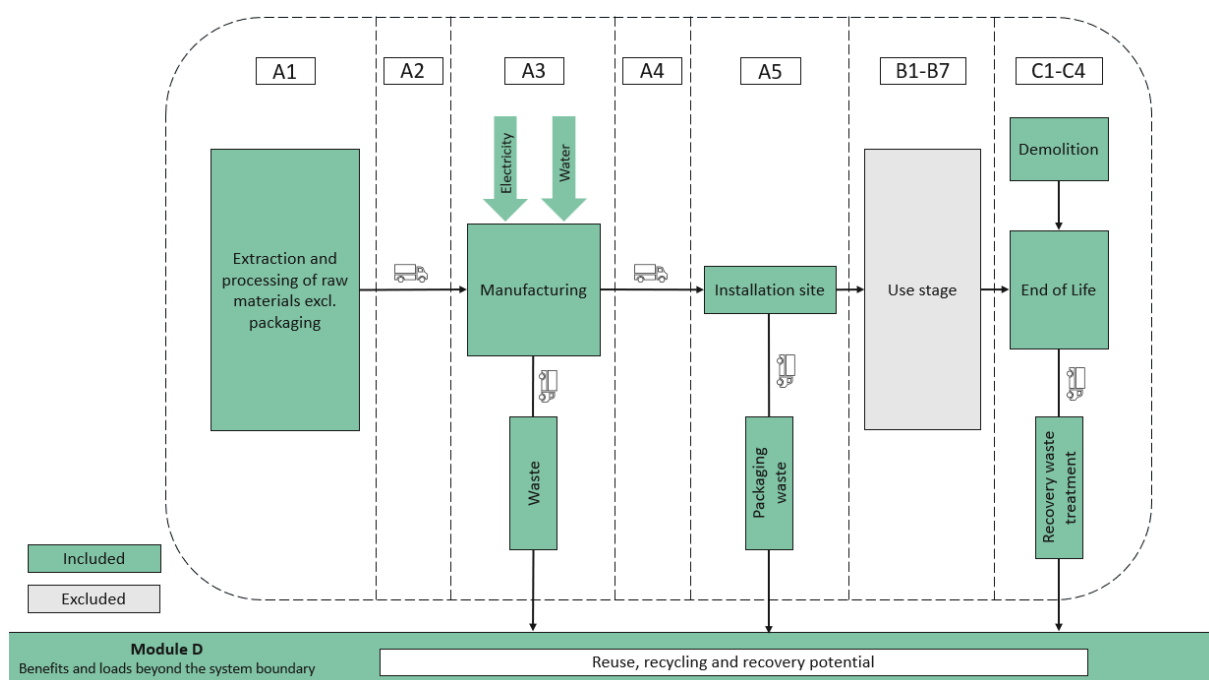 A1
A2
A3
A4
A5
B1-B7
C1-C4
Electricity
Water
Demolition
Extraction and
processing of raw
materials excl.
packaging
Manufacturing
Installation site
Use stage
End of Life
Waste
Packaging
waste
Recovery waste
treatment
Included
Excluded
Module D
Benefits and loads beyond the system boundary
Reuse, recycling and recovery potential